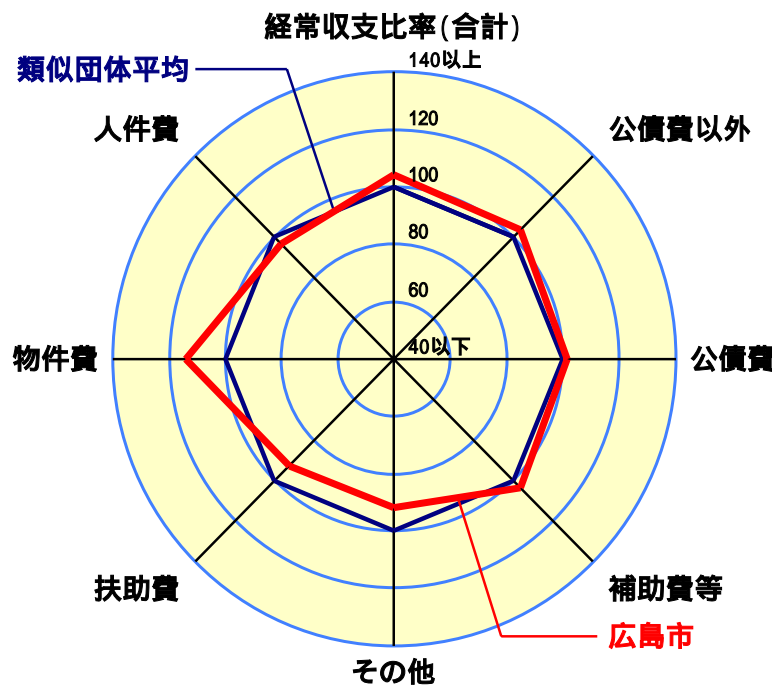 経常収支比率(合計)
140以上
類似団体平均
人件費
公債費以外
120
100
80
60
40以下
物件費
公債費
扶助費
補助費等
広島市
その他